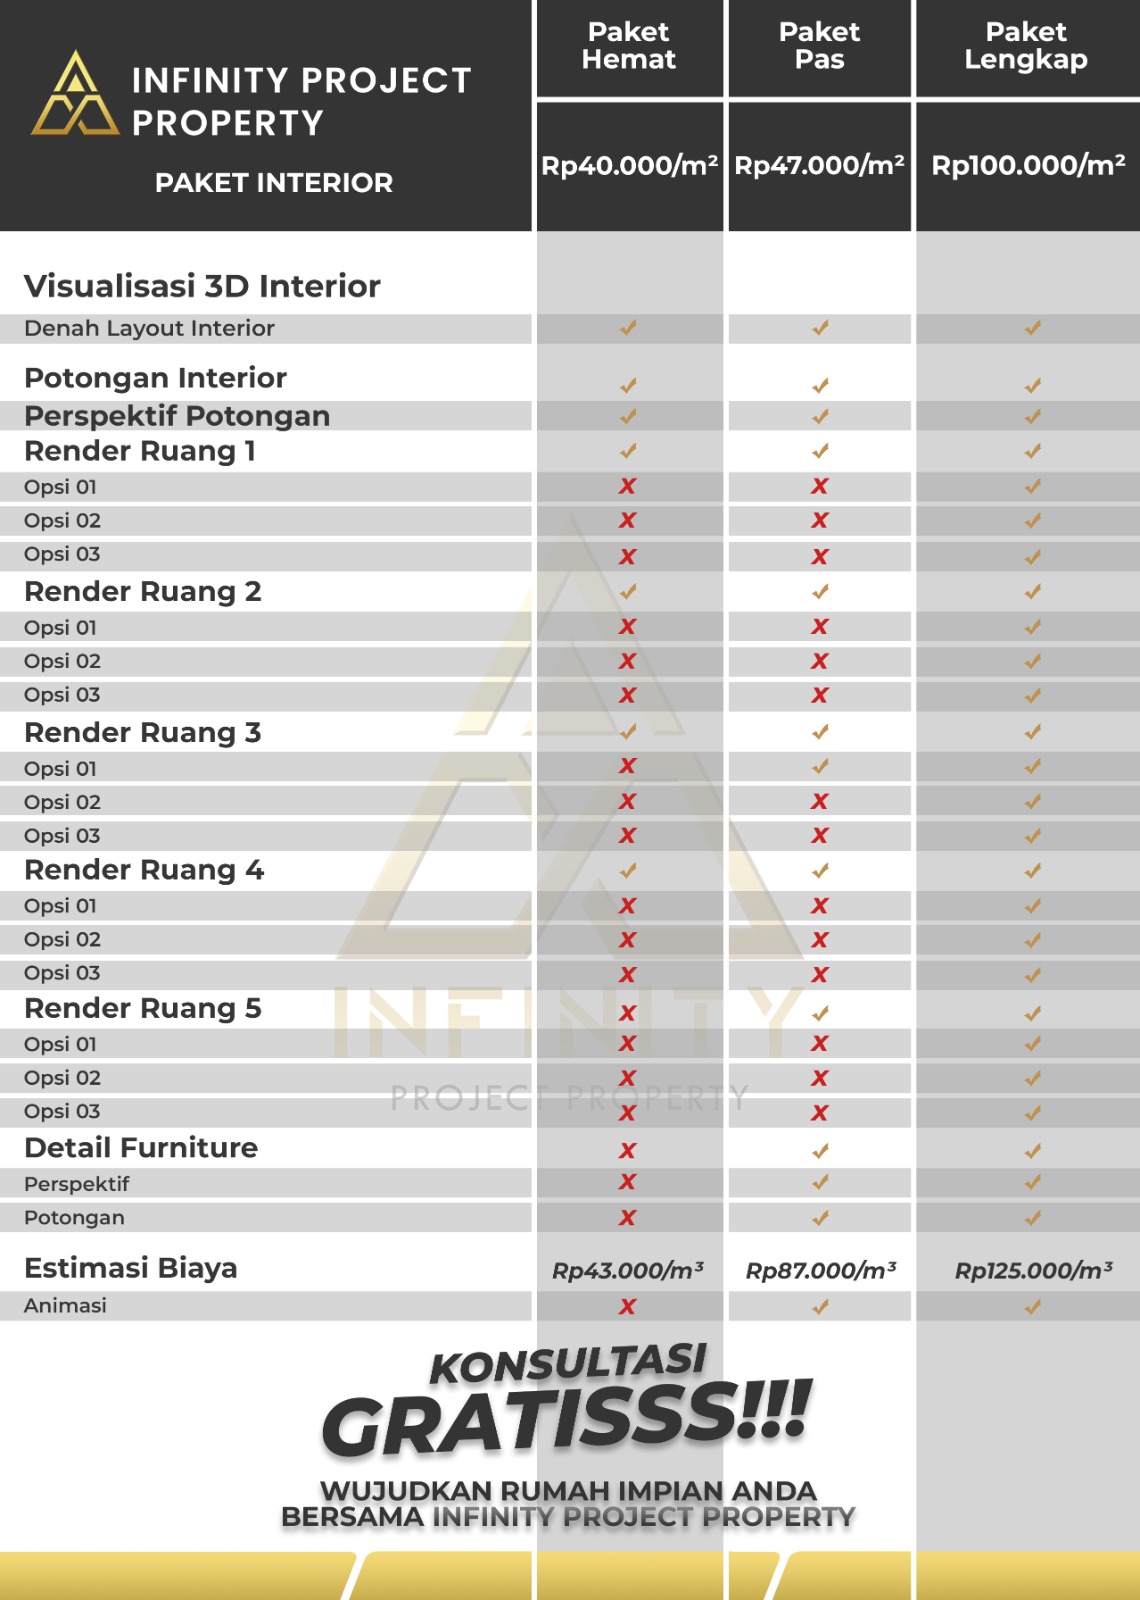 INFINITY PROJECT
PROPERTY
PAKET INTERIOR
Paket
Hemat
Paket
Pas
Paket
Lengkap
Rp40.000/m² Rp47.000/m² Rp100.000/m²
Visualisasi 3D Interior
Denah Layout Interior ✓ ✓ ✓
Potongan Interior ✓ ✓ ✓
Perspektif Potongan ✓ ✓ ✓
Render Ruang 1 ✓ ✓ ✓
Opsi 01 X X ✓
Opsi 02 X X ✓
Opsi 03 X X ✓
Render Ruang 2 ✓ ✓ ✓
Opsi 01 X X ✓
Opsi 02 X X ✓
Opsi 03 X X ✓
Render Ruang 3 ✓ ✓ ✓
Opsi 01 X ✓ ✓
Opsi 02 X X ✓
Opsi 03 X X ✓
Render Ruang 4 ✓ ✓ ✓
Opsi 01 X X ✓
Opsi 02 X X ✓
Opsi 03 X X ✓
Render Ruang 5 X ✓ ✓
Opsi 01 X X ✓
Opsi 02 X X ✓
Opsi 03 X X ✓
INFINITY
PROJECT PROPERTY
Detail Furniture X ✓ ✓
Perspektif X ✓ ✓
Potongan X ✓ ✓
Estimasi Biaya Rp43.000/m³ Rp87.000/m³ Rp125.000/m³
Animasi X ✓ ✓
KONSULTASI
GRATISSS!!!
WUJUDKAN RUMAH IMPIAN ANDA
BERSAMA INFINITY PROJECT PROPERTY